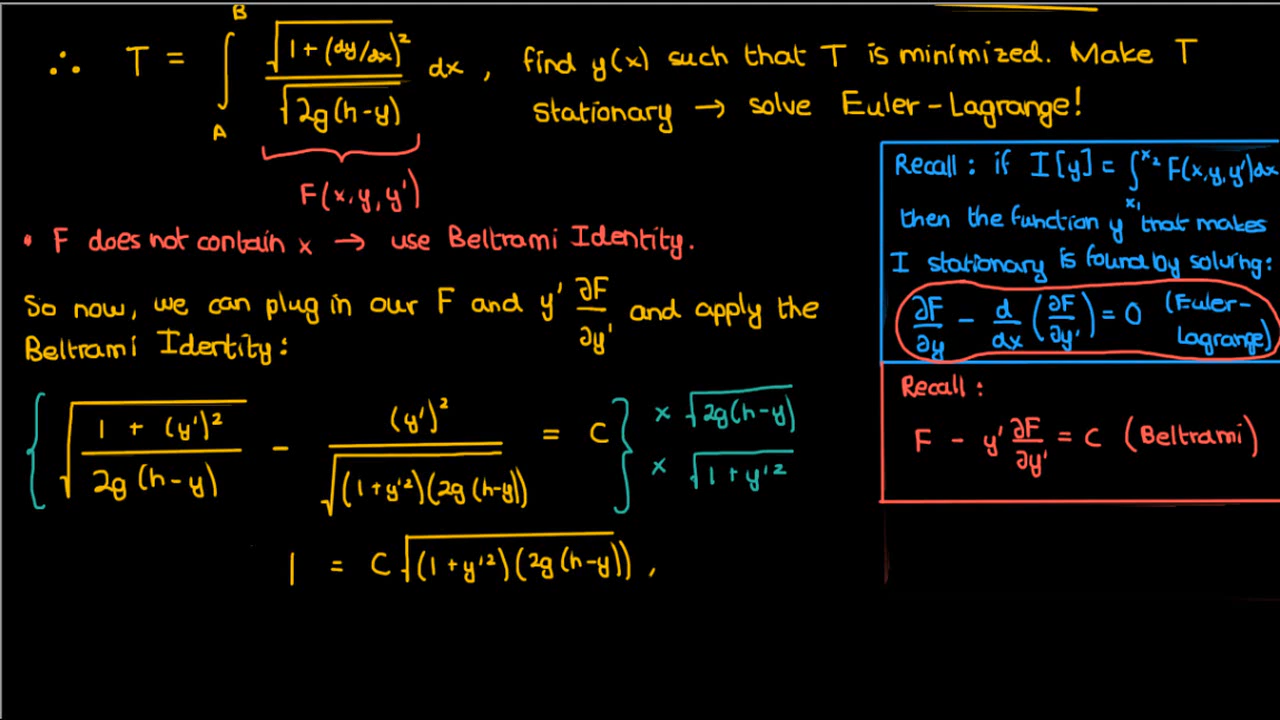 ∴ T = ∫_A^B √(1 + (dy/dx)²) / √(2g(h-y)) dx , find y(x) such that T is minimized. Make T
stationary → solve Euler-Lagrange!
F(x,y,y')
• F does not contain x → use Beltrami Identity.
So now, we can plug in our F and y' ∂F/∂y' and apply the
Beltrami Identity:
{ √((1 + (y')²) / (2g(h-y))) - (y')² / √((1+y'²)(2g(h-y))) = C } × √(2g(h-y))
× √(1+y'²)
1 = C √((1+y'²)(2g(h-y))) ,
Recall: if I[y] = ∫_x₁^x₂ F(x,y,y')dx
then the function y that makes
I stationary is found by solving:
∂F/∂y - d/dx (∂F/∂y') = 0 (Euler-
Lagrange)
Recall:
F - y' ∂F/∂y' = C (Beltrami)